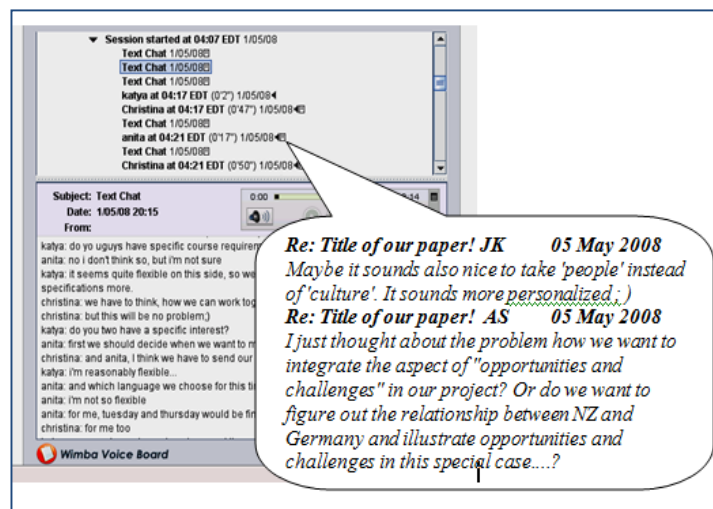 Session started at 04:07 EDT 1/05/08
Text Chat 1/05/08
Text Chat 1/05/08
Text Chat 1/05/08
katya at 04:17 EDT (0'2") 1/05/08
Christina at 04:17 EDT (0'47") 1/05/08
Text Chat 1/05/08
anita at 04:21 EDT (0'17") 1/05/08
Text Chat 1/05/08
Christina at 04:21 EDT (0'50") 1/05/08
Subject: Text Chat
Date: 1/05/08 20:15
From:
0:00
katya: do yo uguys have specific course requirem
anita: no i don't think so, but i'm not sure
katya: it seems quite flexible on this side, so we
specifications more.
christina: we have to think, how we can work tog
christina: but this will be no problem;)
katya: do you two have a specific interest?
anita: first we should decide when we want to m
christina: and anita, I think we have to send our
katya: i'm reasonably flexible...
anita: and which language we choose for this ti
anita: i'm not so flexible
anita: for me, tuesday and thursday would be fin
christina: for me too
Wimba Voice Board
Re: Title of our paper! JK 05 May 2008
Maybe it sounds also nice to take 'people' instead
of 'culture'. It sounds more personalized ; )
Re: Title of our paper! AS 05 May 2008
I just thought about the problem how we want to
integrate the aspect of "opportunities and
challenges" in our project? Or do we want to
figure out the relationship between NZ and
Germany and illustrate opportunities and
challenges in this special case....?